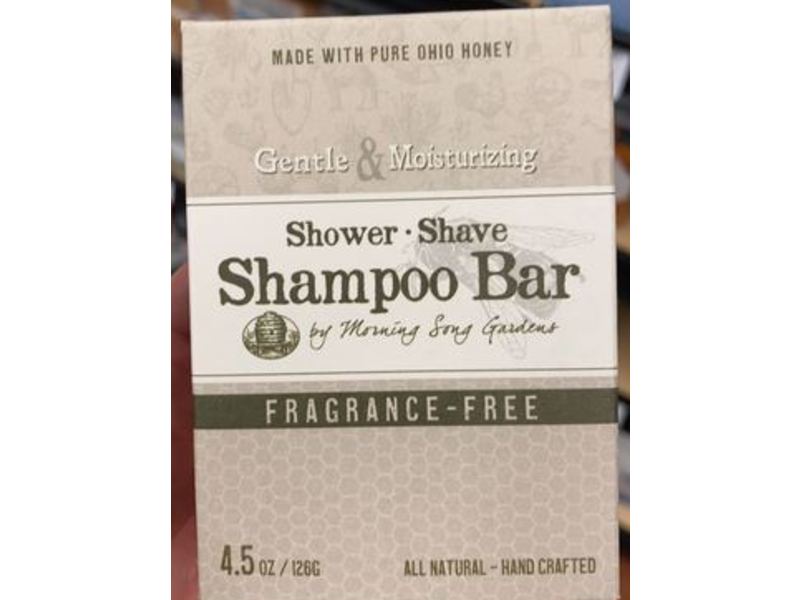 MADE WITH PURE OHIO HONEY
Gentle & Moisturizing
Shower · Shave
Shampoo Bar
by Morning Song Gardens
FRAGRANCE-FREE
4.5 OZ / 126G
ALL NATURAL - HAND CRAFTED